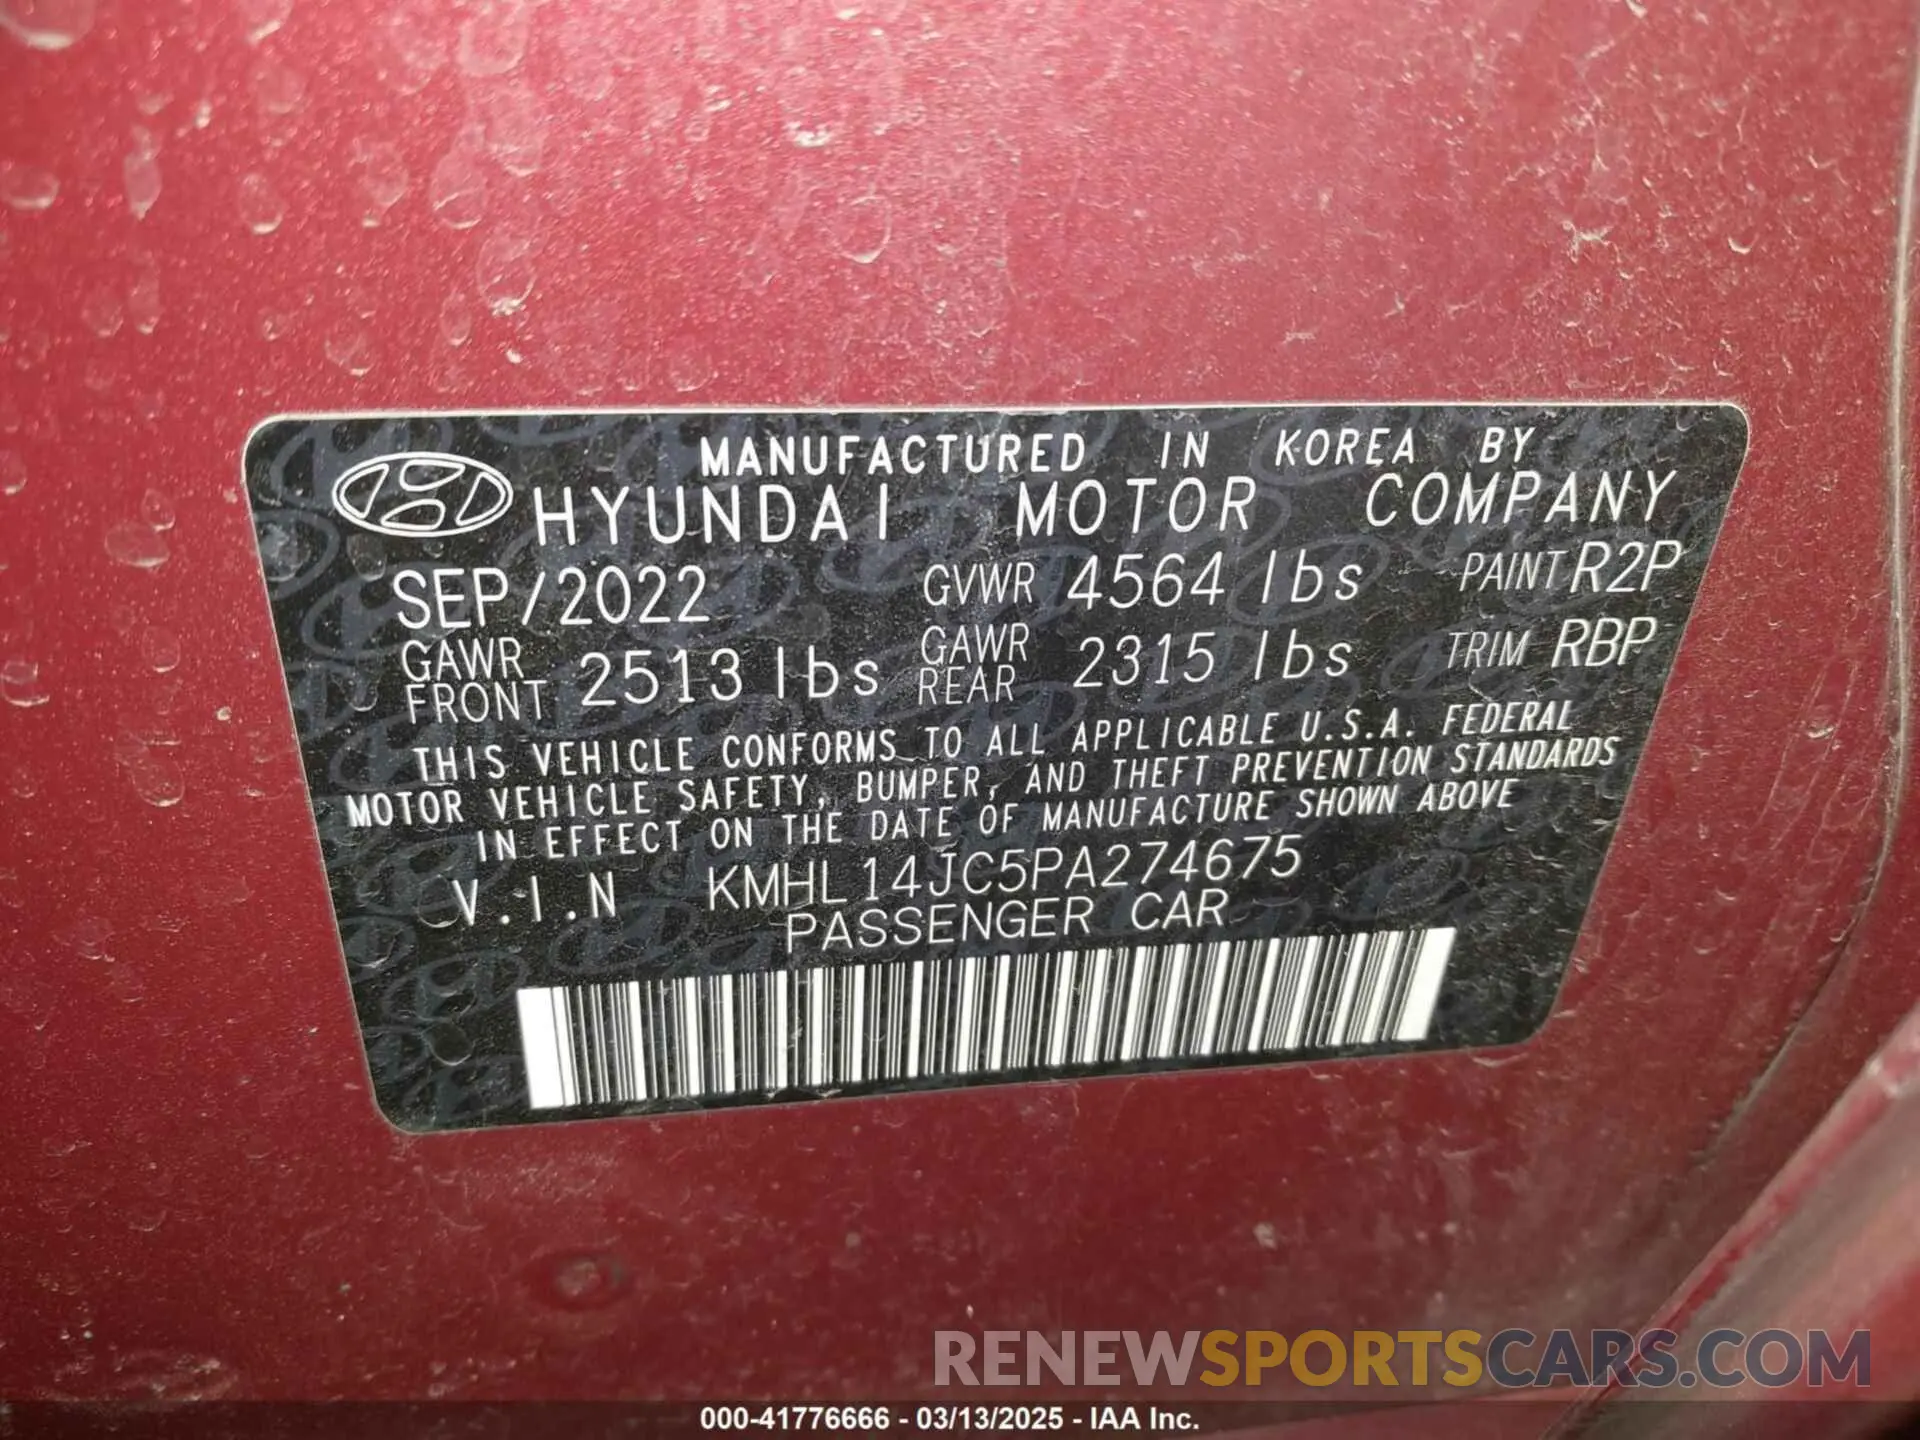 MANUFACTURED IN KOREA BY
HYUNDAI MOTOR COMPANY
SEP/2022 GVWR 4564 lbs PAINT R2P
GAWR FRONT 2513 lbs GAWR REAR 2315 lbs TRIM RBP
THIS VEHICLE CONFORMS TO ALL APPLICABLE U.S.A. FEDERAL
MOTOR VEHICLE SAFETY, BUMPER, AND THEFT PREVENTION STANDARDS
IN EFFECT ON THE DATE OF MANUFACTURE SHOWN ABOVE
V.I.N KMHL14JC5PA274675
PASSENGER CAR
RENEWSPORTSCARS.COM
000-41776666 - 03/13/2025 - IAA Inc.